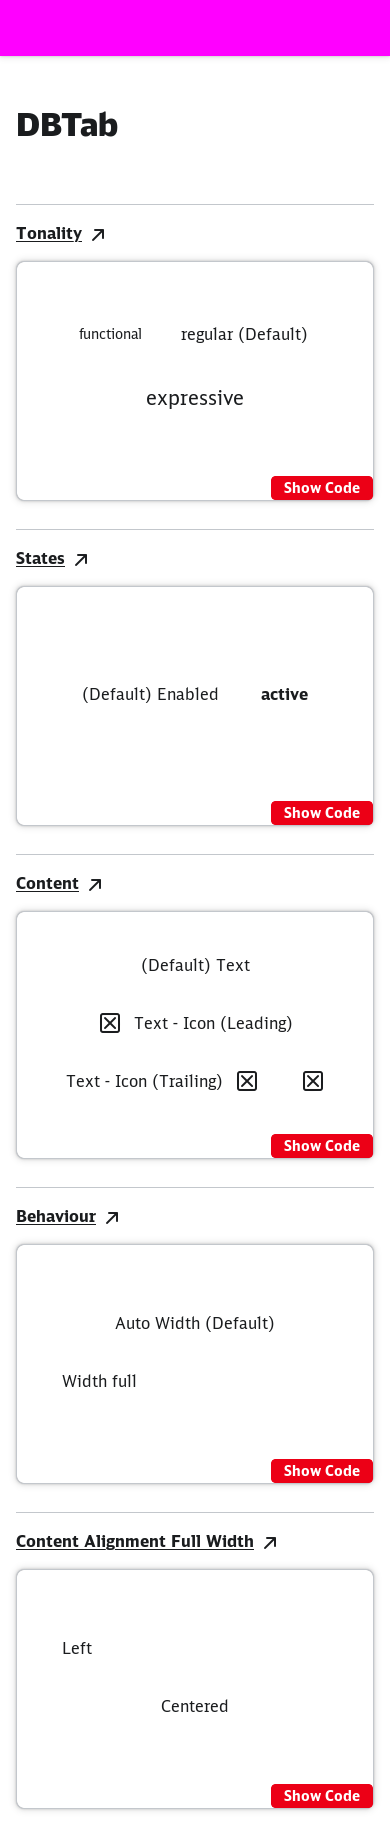 DBTab
Tonality
functional regular (Default)
expressive
Show Code
States
(Default) Enabled active
Show Code
Content
(Default) Text
Text - Icon (Leading)
Text - Icon (Trailing)
Show Code
Behaviour
Auto Width (Default)
Width full
Show Code
Content Alignment Full Width
Left
Centered
Show Code